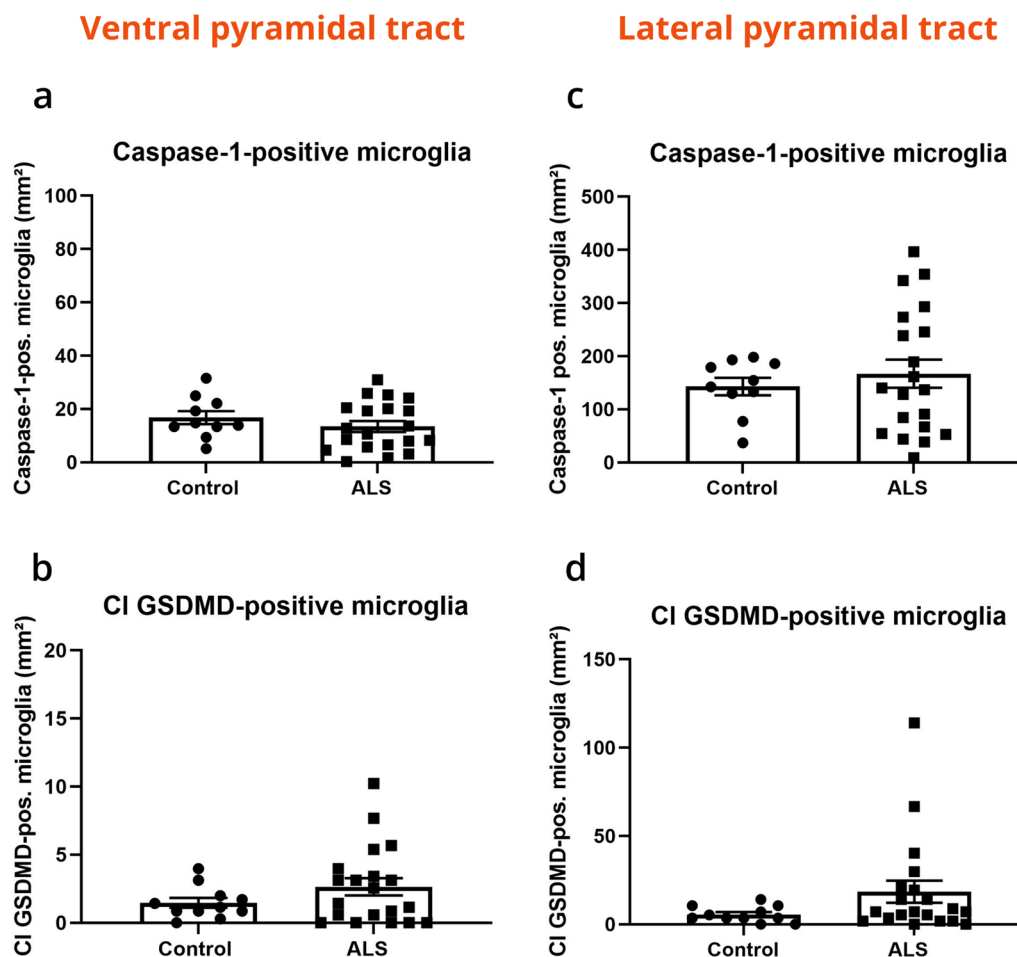 Ventral pyramidal tract
Lateral pyramidal tract
a
Caspase-1-positive microglia
Caspase-1-pos. microglia (mm²)
100
80
60
40
20
0
Control
ALS
c
Caspase-1-positive microglia
Caspase-1 pos. microglia (mm²)
500
400
300
200
100
0
Control
ALS
b
Cl GSDMD-positive microglia
Cl GSDMD-pos. microglia (mm²)
20
15
10
5
0
Control
ALS
d
Cl GSDMD-positive microglia
Cl GSDMD-pos. microglia (mm²)
150
100
50
0
Control
ALS